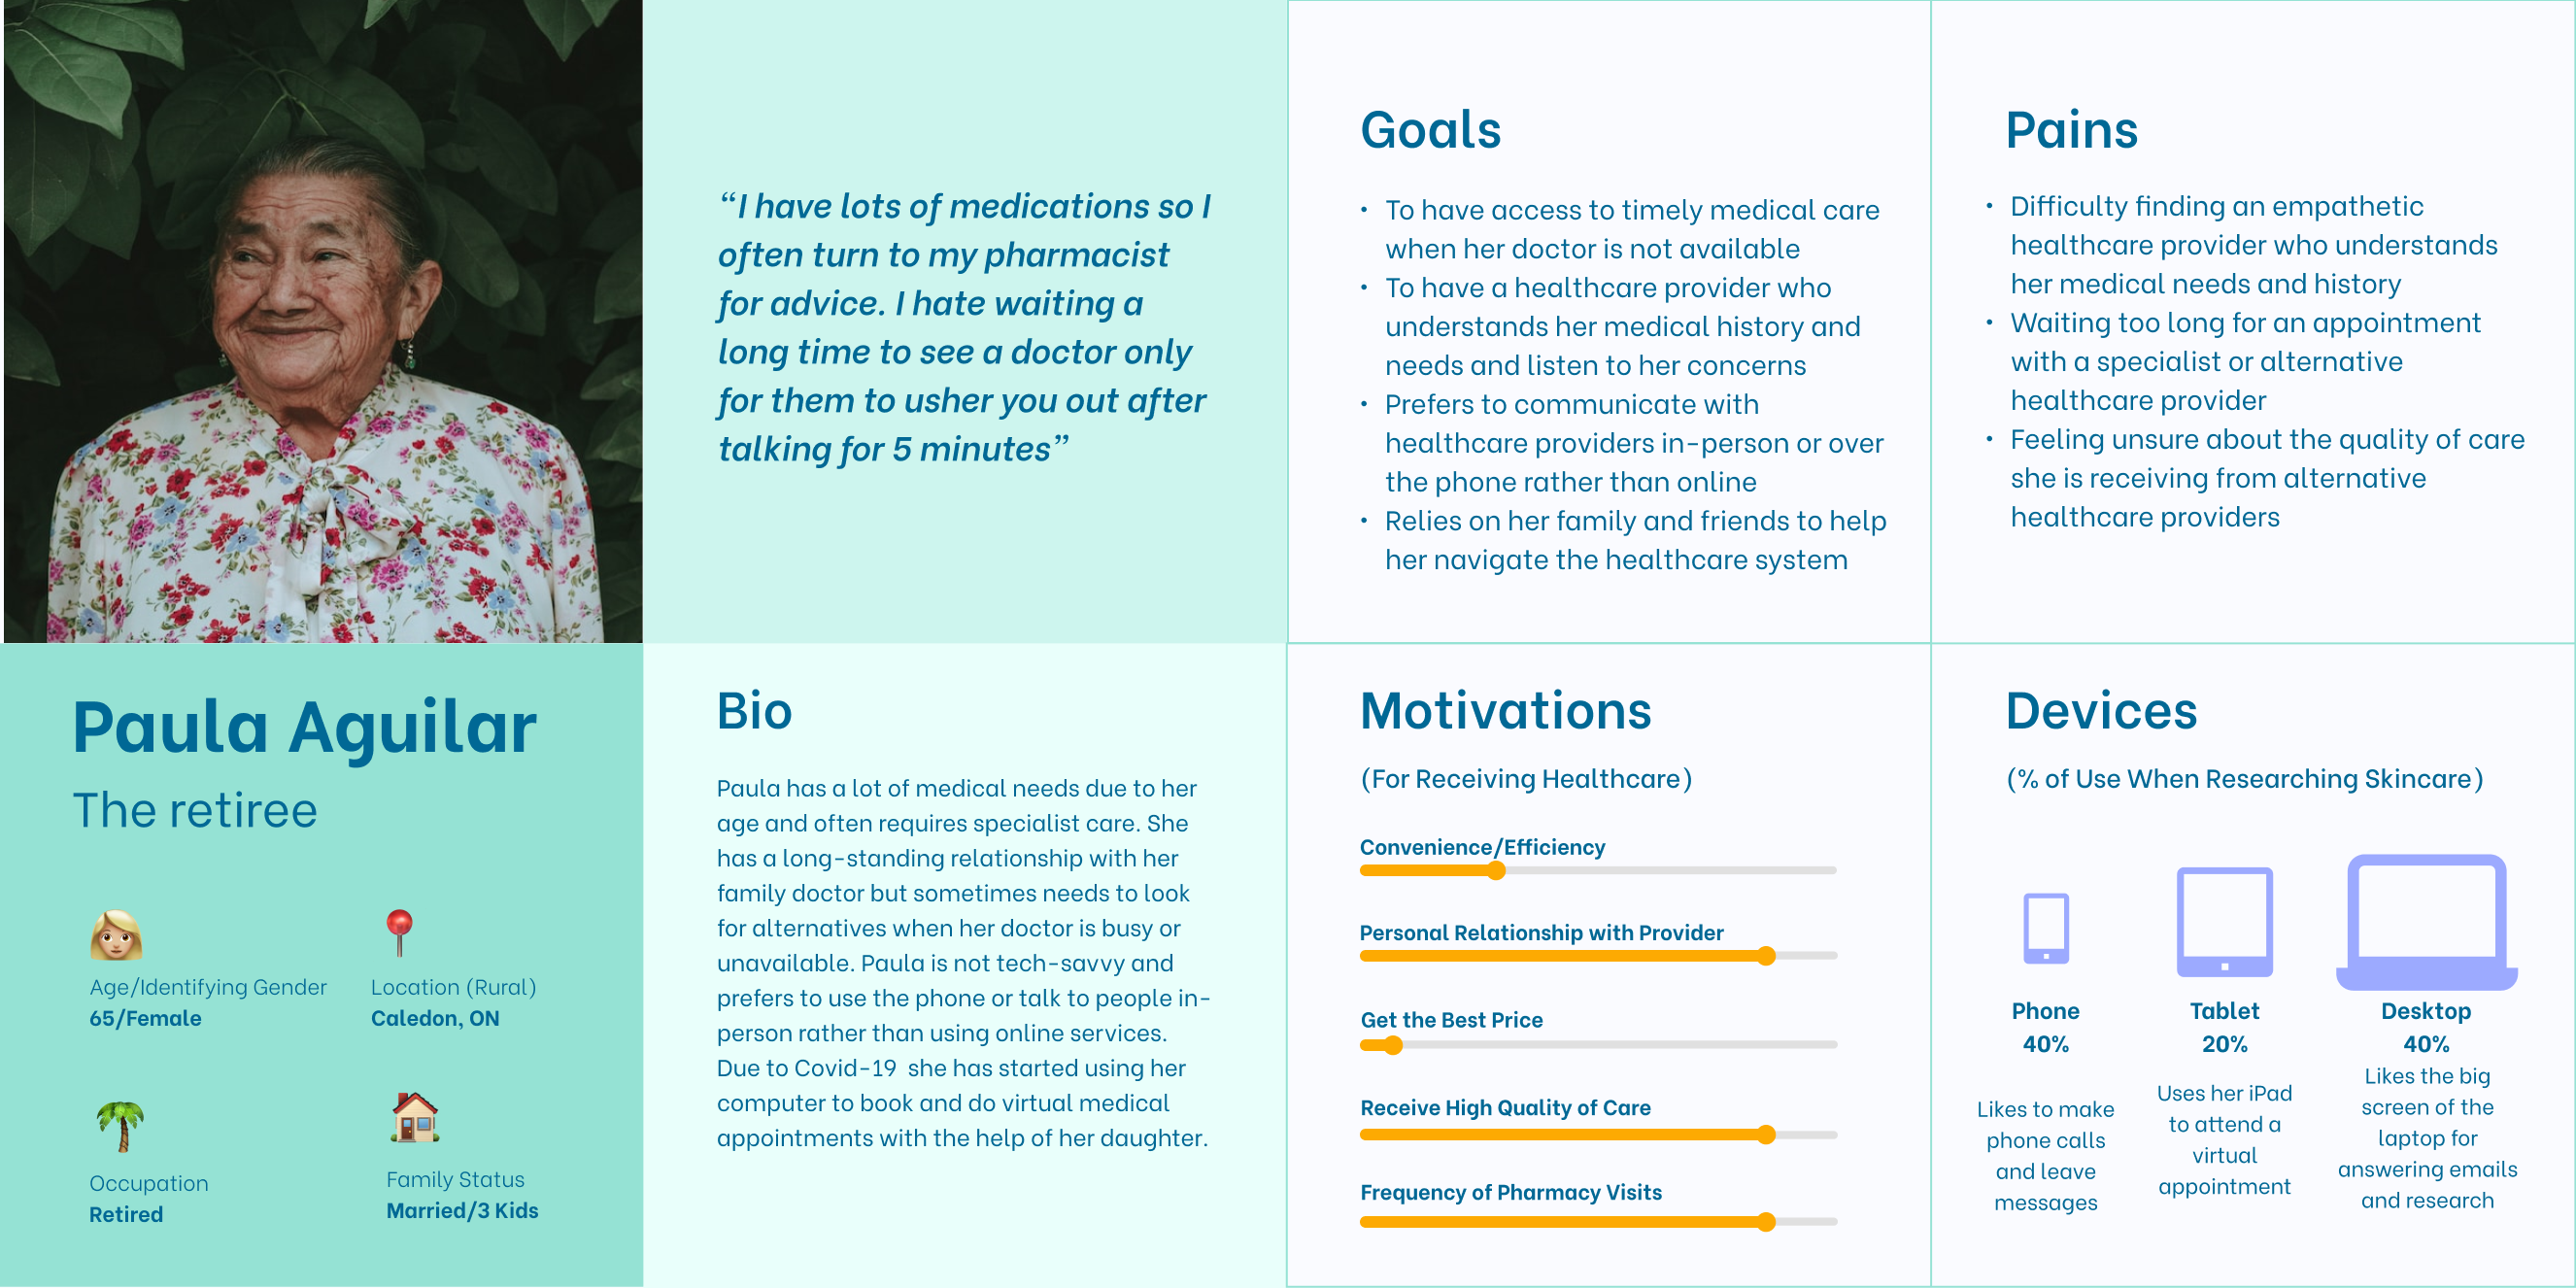 “I have lots of medications so I
often turn to my pharmacist
for advice. I hate waiting a
long time to see a doctor only
for them to usher you out after
talking for 5 minutes”
Goals
• To have access to timely medical care
when her doctor is not available
• To have a healthcare provider who
understands her medical history and
needs and listen to her concerns
• Prefers to communicate with
healthcare providers in-person or over
the phone rather than online
• Relies on her family and friends to help
her navigate the healthcare system
Pains
• Difficulty finding an empathetic
healthcare provider who understands
her medical needs and history
• Waiting too long for an appointment
with a specialist or alternative
healthcare provider
• Feeling unsure about the quality of care
she is receiving from alternative
healthcare providers
Paula Aguilar
The retiree
Age/Identifying Gender
65/Female
Location (Rural)
Caledon, ON
Occupation
Retired
Family Status
Married/3 Kids
Bio
Paula has a lot of medical needs due to her
age and often requires specialist care. She
has a long-standing relationship with her
family doctor but sometimes needs to look
for alternatives when her doctor is busy or
unavailable. Paula is not tech-savvy and
prefers to use the phone or talk to people in-
person rather than using online services.
Due to Covid-19  she has started using her
computer to book and do virtual medical
appointments with the help of her daughter.
Motivations
(For Receiving Healthcare)
Convenience/Efficiency
Personal Relationship with Provider
Get the Best Price
Receive High Quality of Care
Frequency of Pharmacy Visits
Devices
(% of Use When Researching Skincare)
Phone
40%
Likes to make
phone calls
and leave
messages
Tablet
20%
Uses her iPad
to attend a
virtual
appointment
Desktop
40%
Likes the big
screen of the
laptop for
answering emails
and research